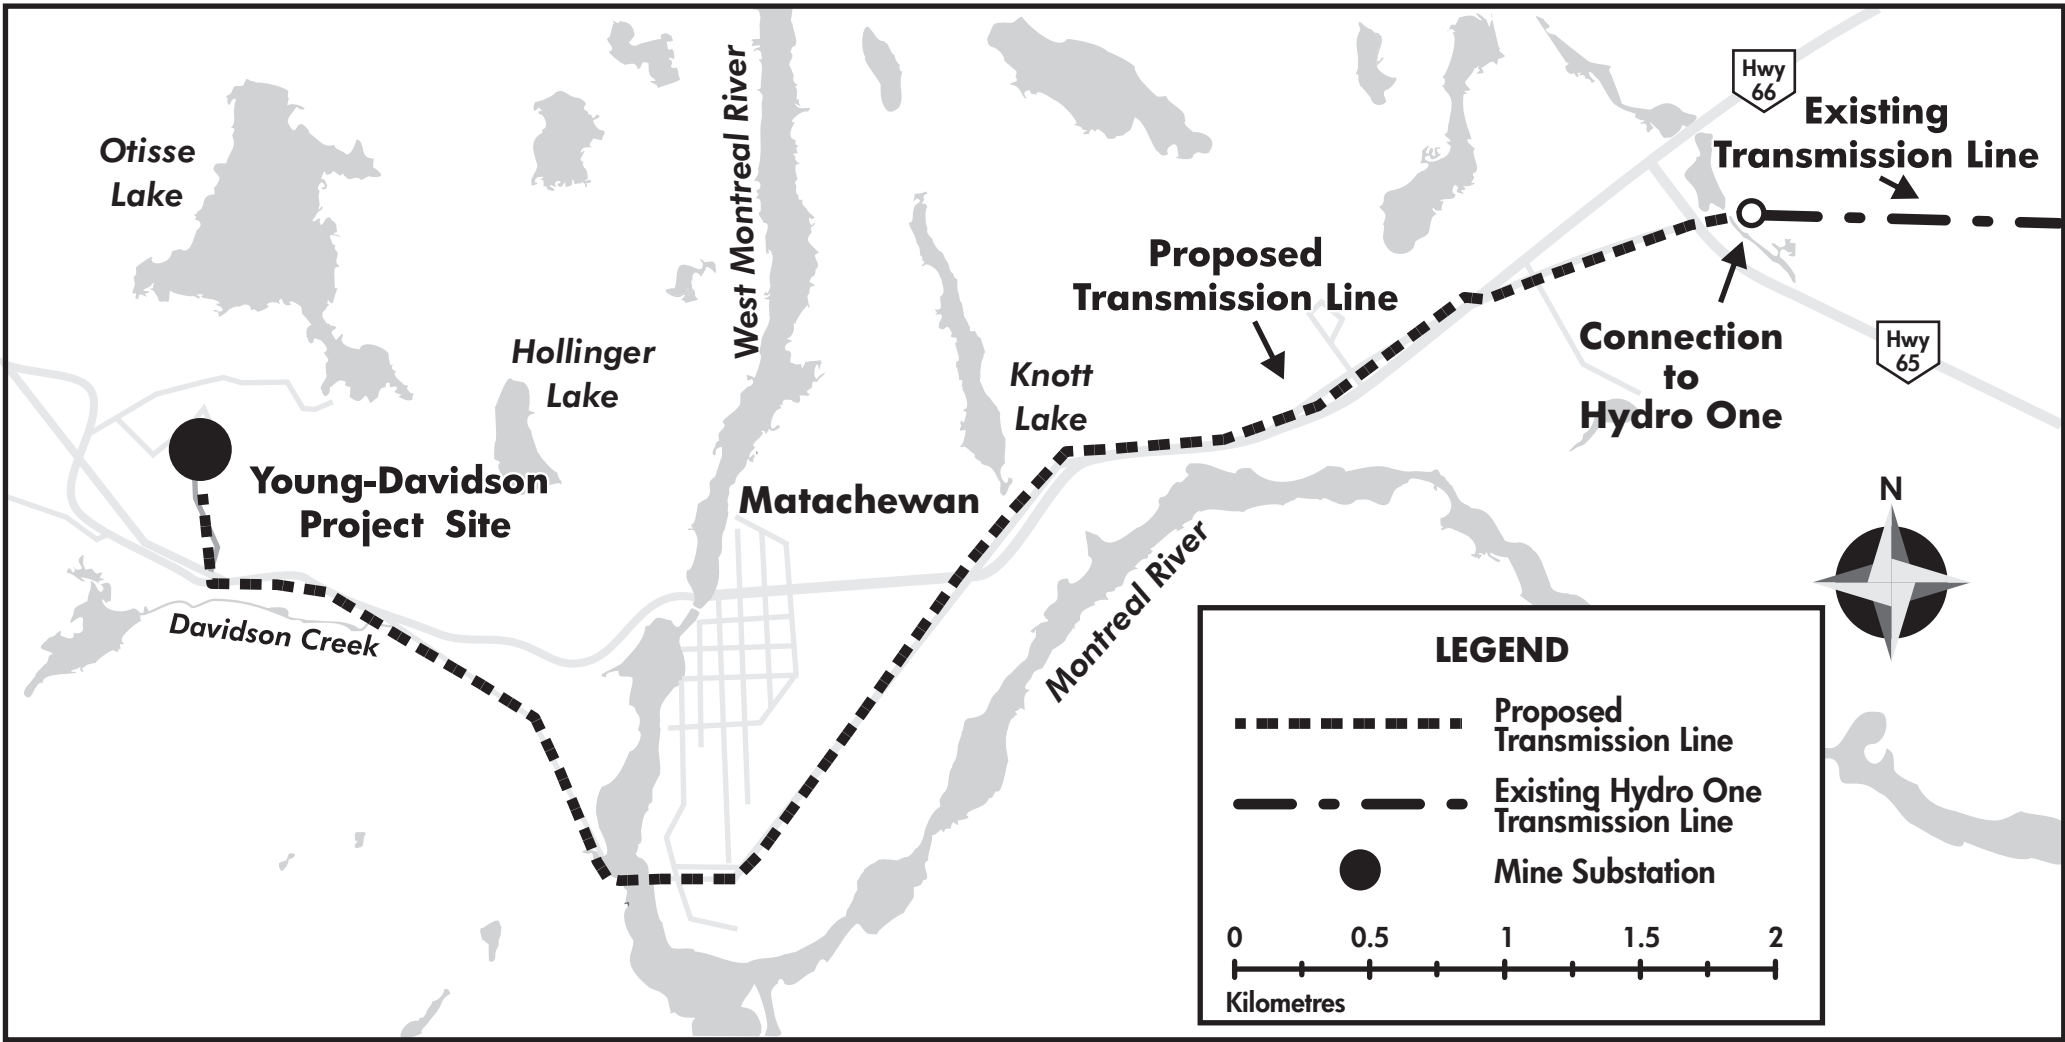 Hwy
66
Existing
Transmission Line
Otisse
Lake
West Montreal River
Proposed
Transmission Line
Hollinger
Lake
Knott
Lake
Connection
to
Hydro One
Hwy
65
Young-Davidson
Project Site
Matachewan
N
Davidson Creek
Montreal River
LEGEND
Proposed
Transmission Line
Existing Hydro One
Transmission Line
Mine Substation
0 0.5 1 1.5 2
Kilometres